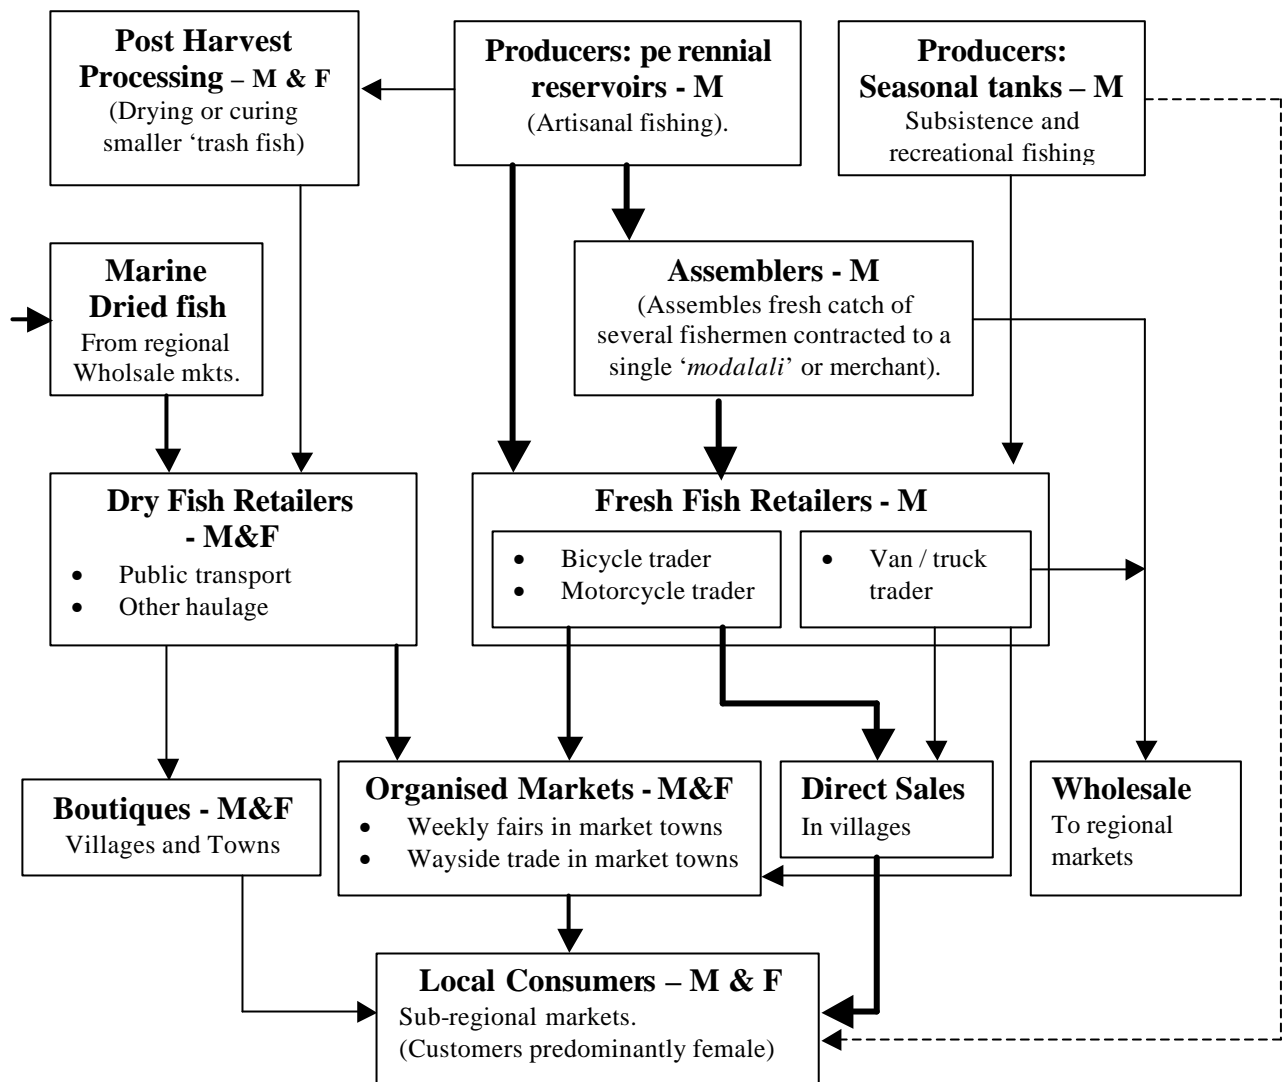 Post Harvest
Processing – M & F
(Drying or curing
smaller ‘trash fish)
Producers: pe rennial
reservoirs - M
(Artisanal fishing).
Producers:
Seasonal tanks – M
Subsistence and
recreational fishing
Marine
Dried fish
From regional
Wholsale mkts.
Assemblers - M
(Assembles fresh catch of
several fishermen contracted to a
single ‘modalali’ or merchant).
Dry Fish Retailers
- M&F
• Public transport
• Other haulage
Fresh Fish Retailers - M
• Bicycle trader
• Motorcycle trader
• Van / truck
trader
Boutiques - M&F
Villages and Towns
Organised Markets - M&F
• Weekly fairs in market towns
• Wayside trade in market towns
Direct Sales
In villages
Wholesale
To regional
markets
Local Consumers – M & F
Sub-regional markets.
(Customers predominantly female)